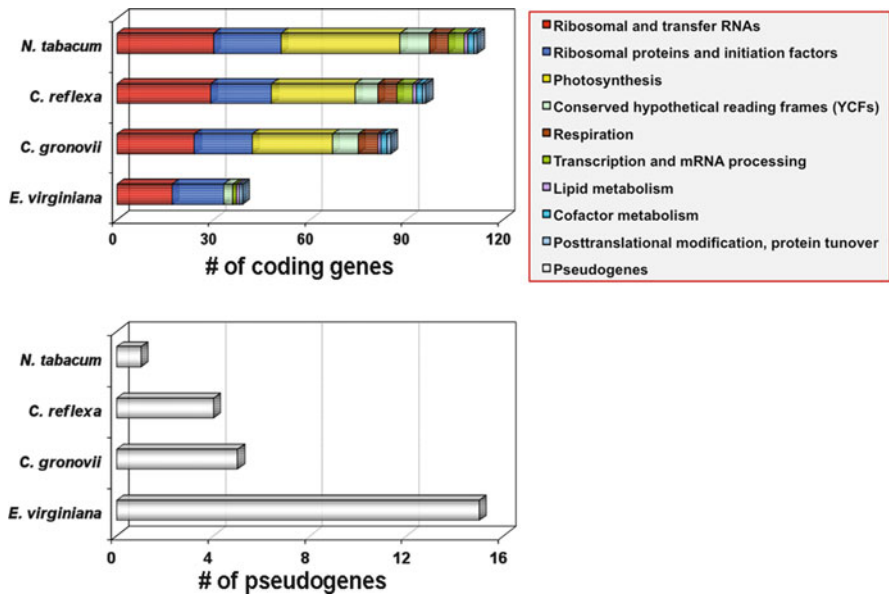 N. tabacum
C. reflexa
C. gronovii
E. virginiana
0 30 60 90 120
# of coding genes
Ribosomal and transfer RNAs
Ribosomal proteins and initiation factors
Photosynthesis
Conserved hypothetical reading frames (YCFs)
Respiration
Transcription and mRNA processing
Lipid metabolism
Cofactor metabolism
Posttranslational modification, protein tunover
Pseudogenes
N. tabacum
C. reflexa
C. gronovii
E. virginiana
0 4 8 12 16
# of pseudogenes